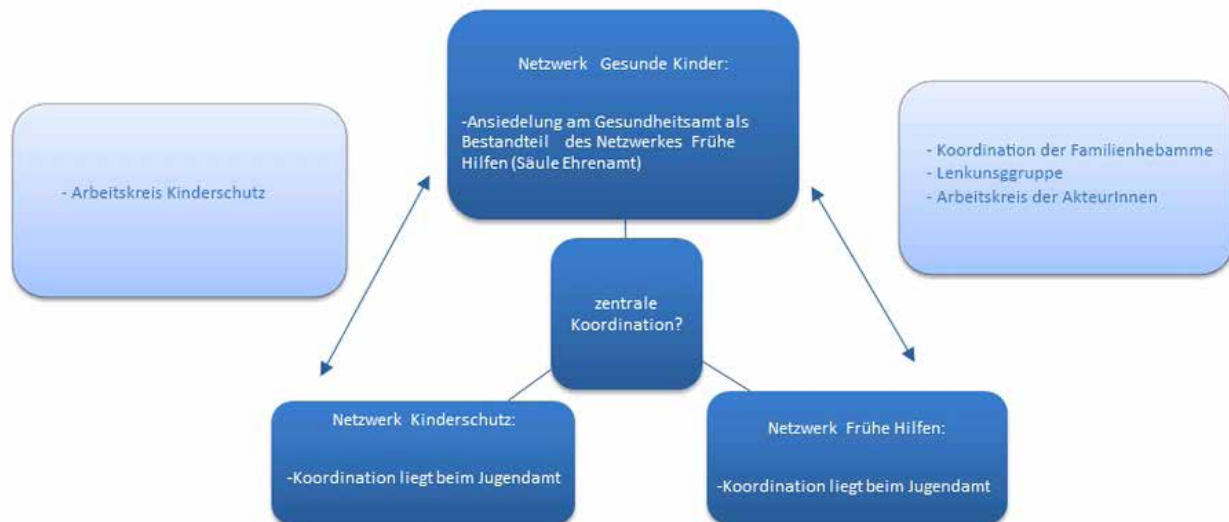 Netzwerk Gesunde Kinder:
-Ansiedelung am Gesundheitsamt als
Bestandteil des Netzwerkes Frühe
Hilfen (Säule Ehrenamt)
- Arbeitskreis Kinderschutz
- Koordination der Familienhebamme
- Lenkunsggruppe
- Arbeitskreis der AkteurInnen
zentrale
Koordination?
Netzwerk Kinderschutz:
-Koordination liegt beim Jugendamt
Netzwerk Frühe Hilfen:
-Koordination liegt beim Jugendamt